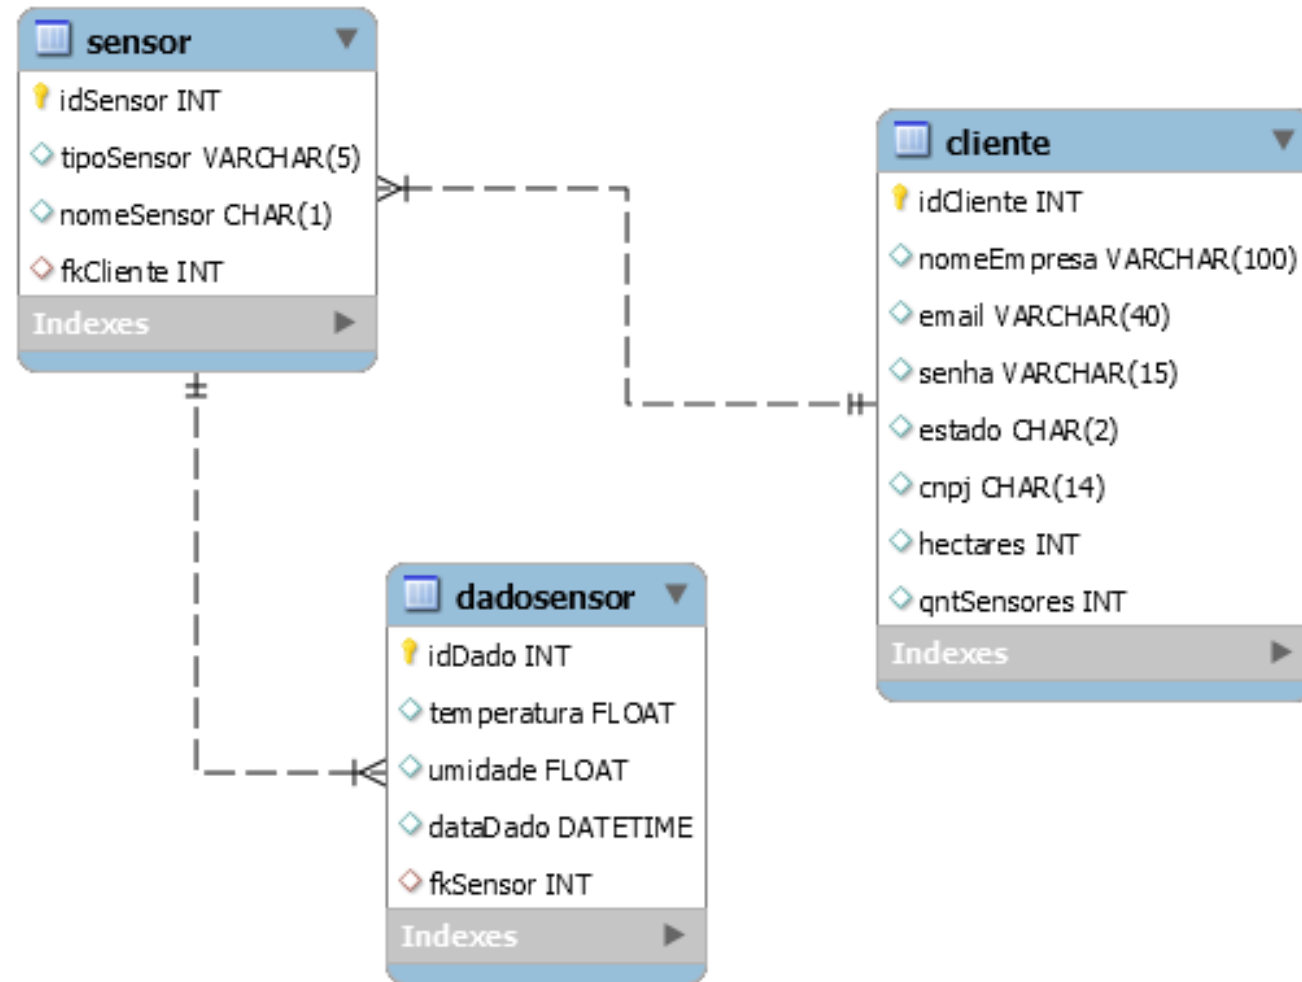 sensor
idSensor INT
tipoSensor VARCHAR(5)
nomeSensor CHAR(1)
fkCliente INT
Indexes
cliente
idCliente INT
nomeEmpresa VARCHAR(100)
email VARCHAR(40)
senha VARCHAR(15)
estado CHAR(2)
cnpj CHAR(14)
hectares INT
qntSensores INT
Indexes
dadosensor
idDado INT
temperatura FLOAT
umidade FLOAT
dataDado DATETIME
fkSensor INT
Indexes